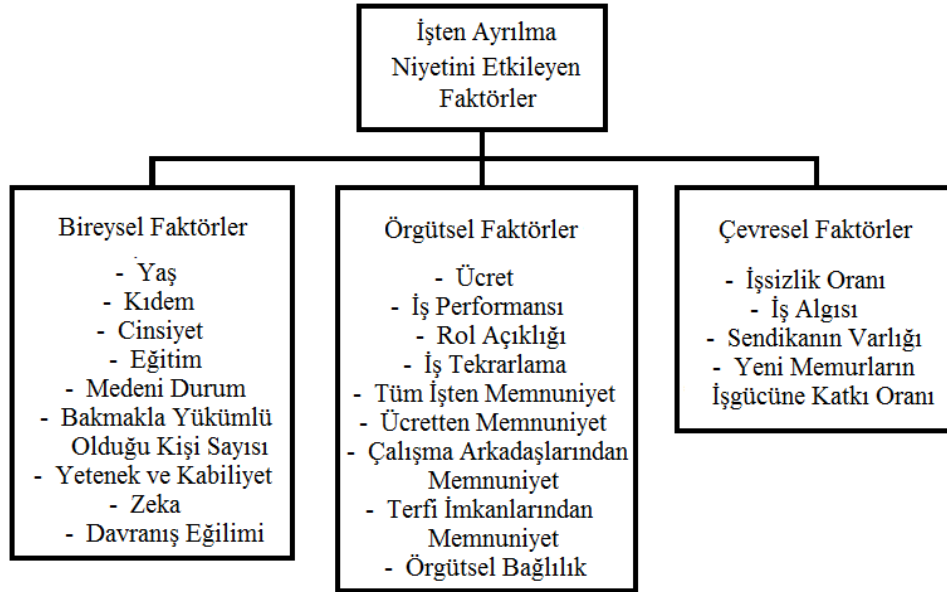 İşten Ayrılma
Niyetini Etkileyen
Faktörler
Bireysel Faktörler
- Yaş
- Kıdem
- Cinsiyet
- Eğitim
- Medeni Durum
- Bakmakla Yükümlü
Olduğu Kişi Sayısı
- Yetenek ve Kabiliyet
- Zeka
- Davranış Eğilimi
Örgütsel Faktörler
- Ücret
- İş Performansı
- Rol Açıklığı
- İş Tekrarlama
- Tüm İşten Memnuniyet
- Ücretten Memnuniyet
- Çalışma Arkadaşlarından
Memnuniyet
- Terfi İmkanlarından
Memnuniyet
- Örgütsel Bağlılık
Çevresel Faktörler
- İşsizlik Oranı
- İş Algısı
- Sendikanın Varlığı
- Yeni Memurların
İşgücüne Katkı Oranı